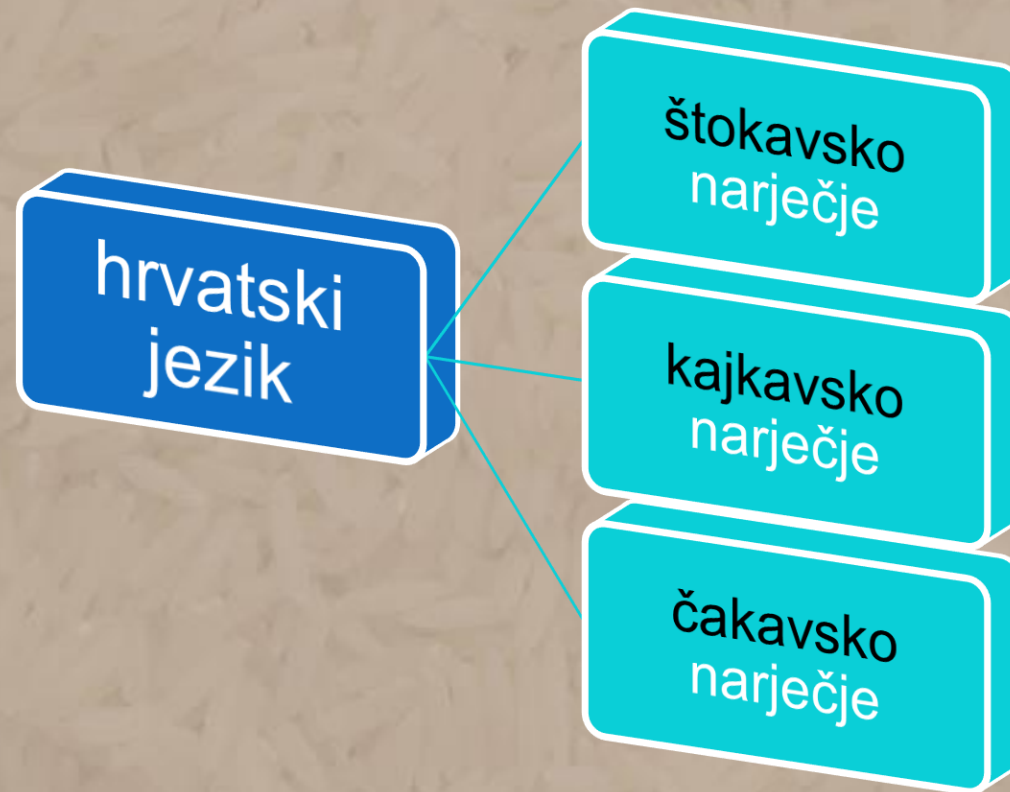 hrvatski
jezik
štokavsko
narječje
kajkavsko
narječje
čakavsko
narječje